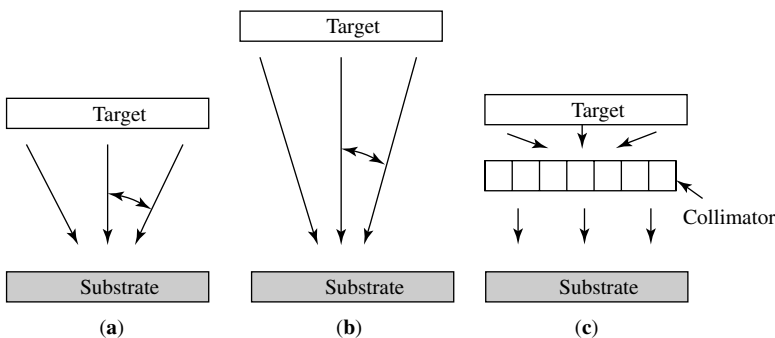 Target
Substrate
(a)
Target
Substrate
(b)
Target
Collimator
Substrate
(c)